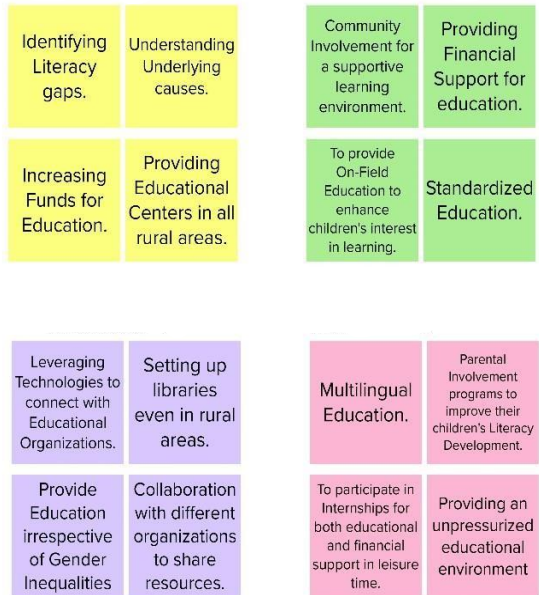 Identifying
Literacy
gaps.
Understanding
Underlying
causes.
Increasing
Funds for
Education.
Providing
Educational
Centers in all
rural areas.
Community
Involvement for
a supportive
learning
environment.
Providing
Financial
Support for
education.
To provide
On-Field
Education to
enhance
children's interest
in learning.
Standardized
Education.
Leveraging
Technologies to
connect with
Educational
Organizations.
Setting up
libraries
even in rural
areas.
Provide
Education
irrespective
of Gender
Inequalities
Collaboration
with different
organizations
to share
resources.
Multilingual
Education.
Parental
Involvement
programs to
improve their
children's Literacy
Development.
To participate in
Internships for
both educational
and financial
support in leisure
time.
Providing an
unpressurized
educational
environment